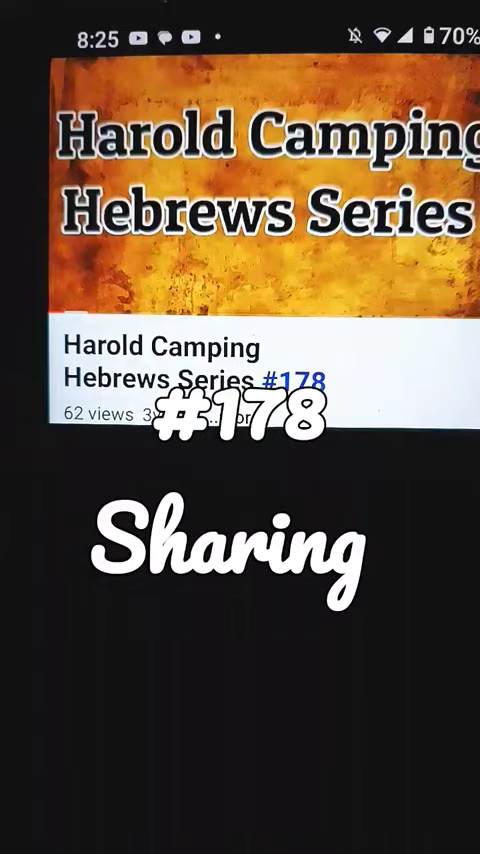 8:25
70%
Harold Camping
Hebrews Series
Harold Camping
Hebrews Series #178
62 views
#178
Sharing